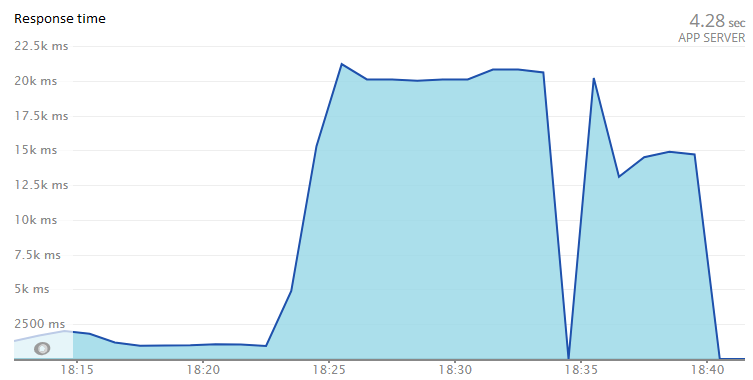 Response time
4.28 sec
APP SERVER
22.5k ms
20k ms
17.5k ms
15k ms
12.5k ms
10k ms
7.5k ms
5k ms
2500 ms
18:15 18:20 18:25 18:30 18:35 18:40